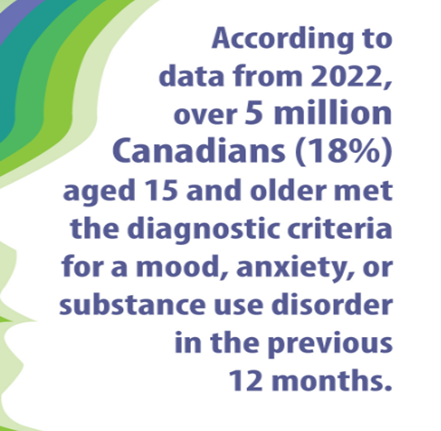 According to
data from 2022,
over 5 million
Canadians (18%)
aged 15 and older met
the diagnostic criteria
for a mood, anxiety, or
substance use disorder
in the previous
12 months.